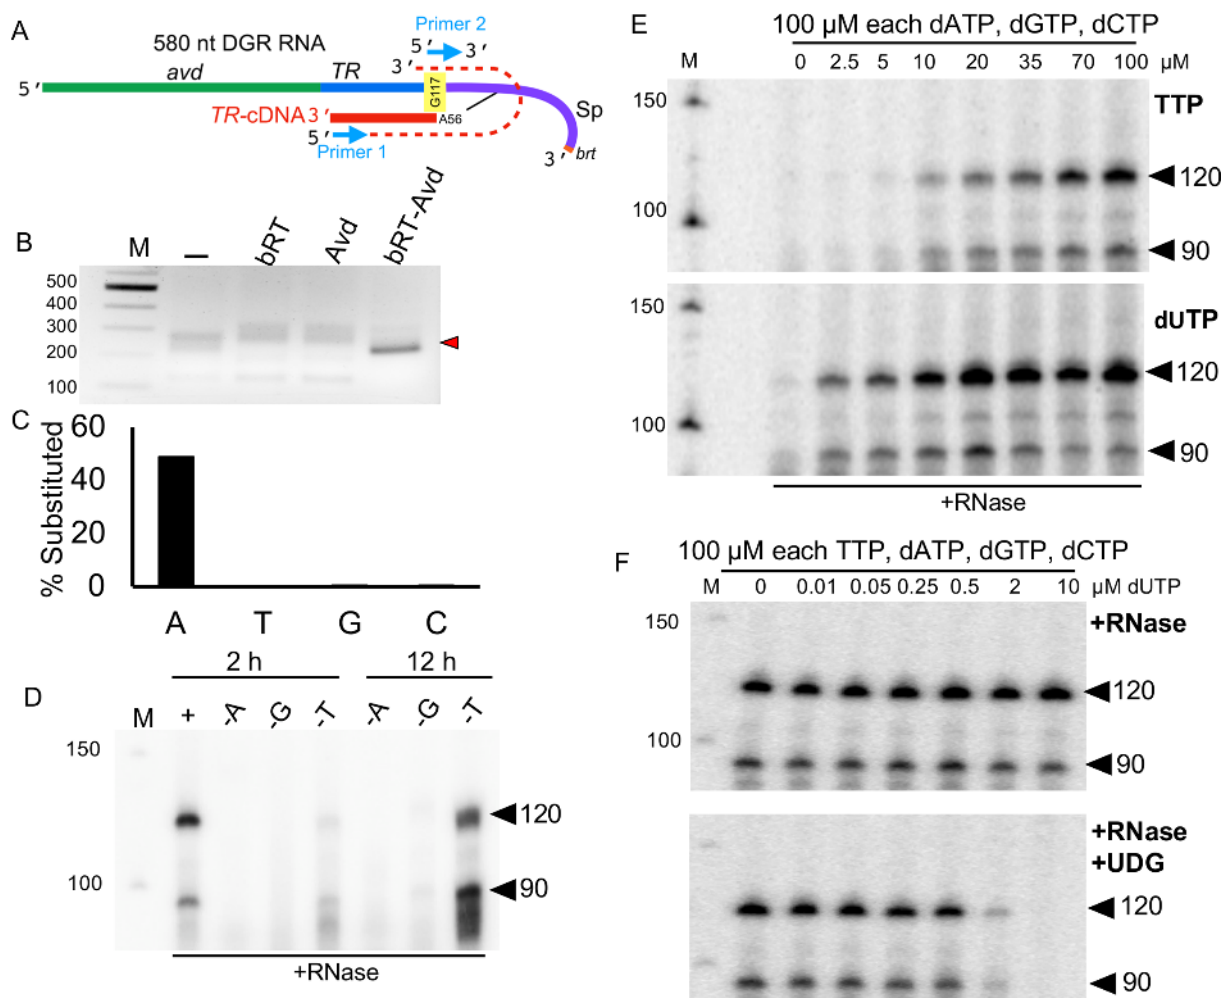 A
Primer 2
580 nt DGR RNA
5′ 3′
avd TR 3′
5′
G117
TR-cDNA 3′ A56
Sp
5′
Primer 1
3′ brt
B
M – bRT Avd bRT-Avd
500
400
300
200
100
C
% Substituted
60
40
20
0
A T G C
D
2 h 12 h
M + -A -G -T -A -G -T
150
120
100
90
+RNase
E
100 µM each dATP, dGTP, dCTP
M 0 2.5 5 10 20 35 70 100 µM
150
TTP
120
100
90
150
dUTP
120
100
90
+RNase
F
100 µM each TTP, dATP, dGTP, dCTP
M 0 0.01 0.05 0.25 0.5 2 10 µM dUTP
150
+RNase
120
100
90
+RNase
+UDG
120
90